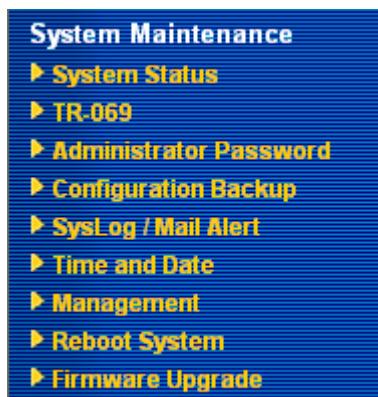 System Maintenance
System Status
TR-069
Administrator Password
Configuration Backup
SysLog / Mail Alert
Time and Date
Management
Reboot System
Firmware Upgrade